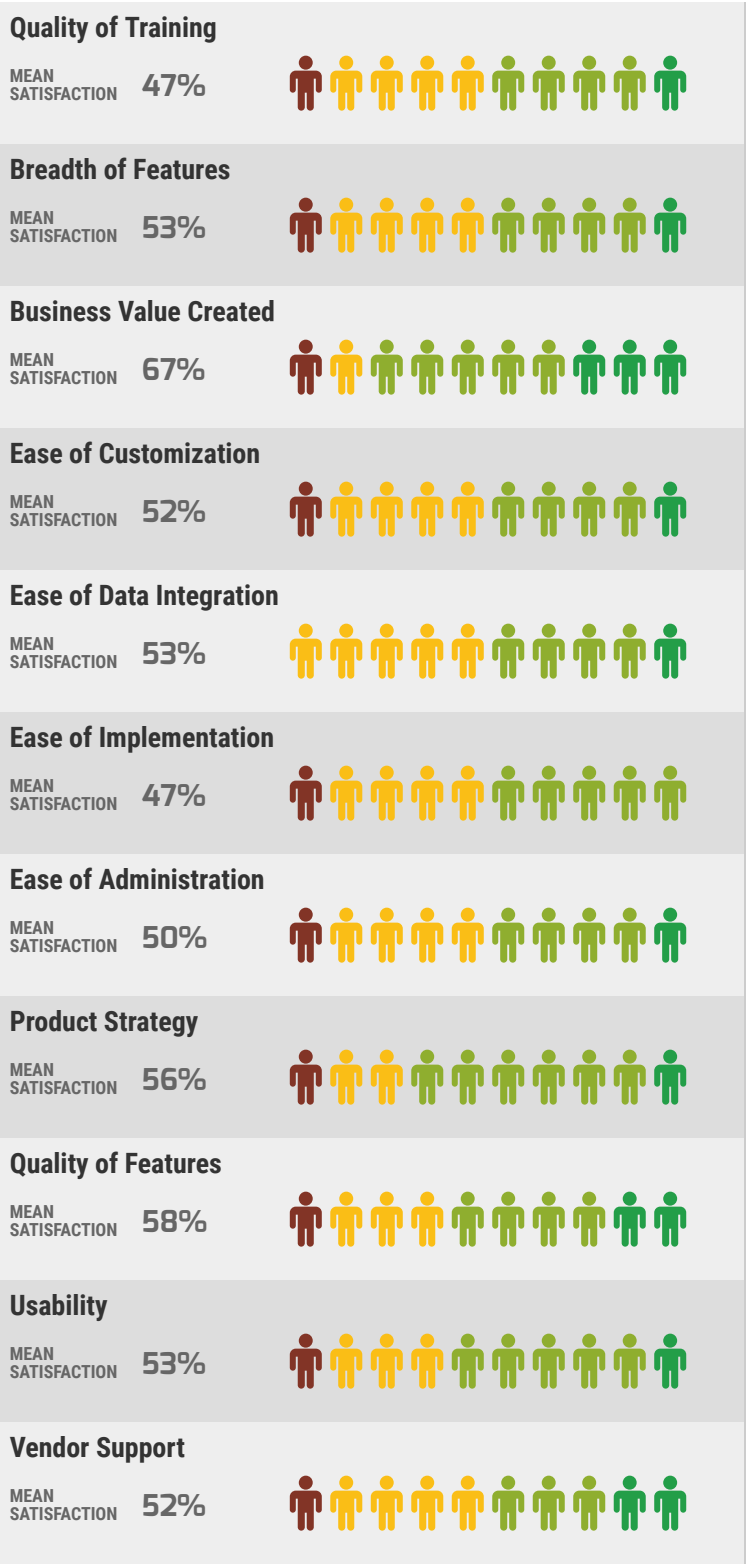 Quality of Training
MEAN
SATISFACTION
47%
Breadth of Features
MEAN
SATISFACTION
53%
Business Value Created
MEAN
SATISFACTION
67%
Ease of Customization
MEAN
SATISFACTION
52%
Ease of Data Integration
MEAN
SATISFACTION
53%
Ease of Implementation
MEAN
SATISFACTION
47%
Ease of Administration
MEAN
SATISFACTION
50%
Product Strategy
MEAN
SATISFACTION
56%
Quality of Features
MEAN
SATISFACTION
58%
Usability
MEAN
SATISFACTION
53%
Vendor Support
MEAN
SATISFACTION
52%